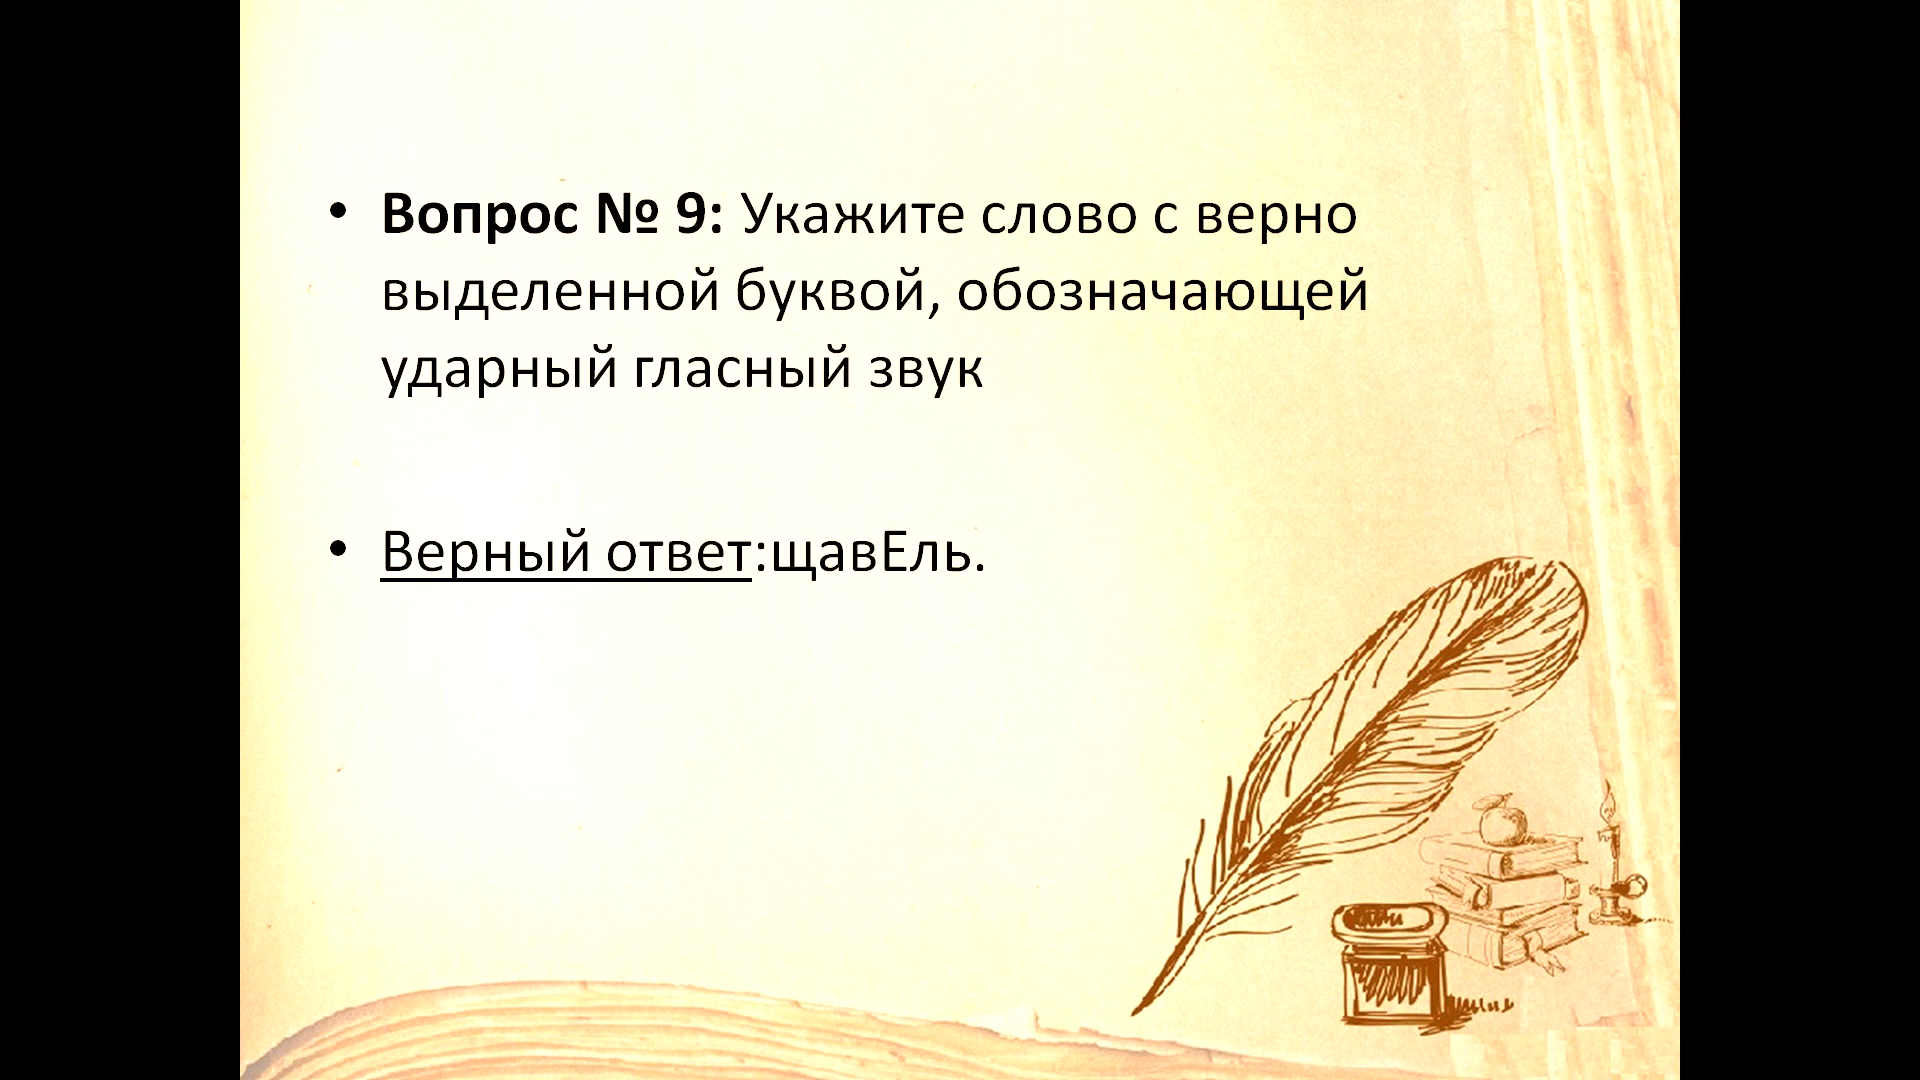 • Вопрос № 9: Укажите слово с верно
выделенной буквой, обозначающей
ударный гласный звук
• Верный ответ:щавЕль.